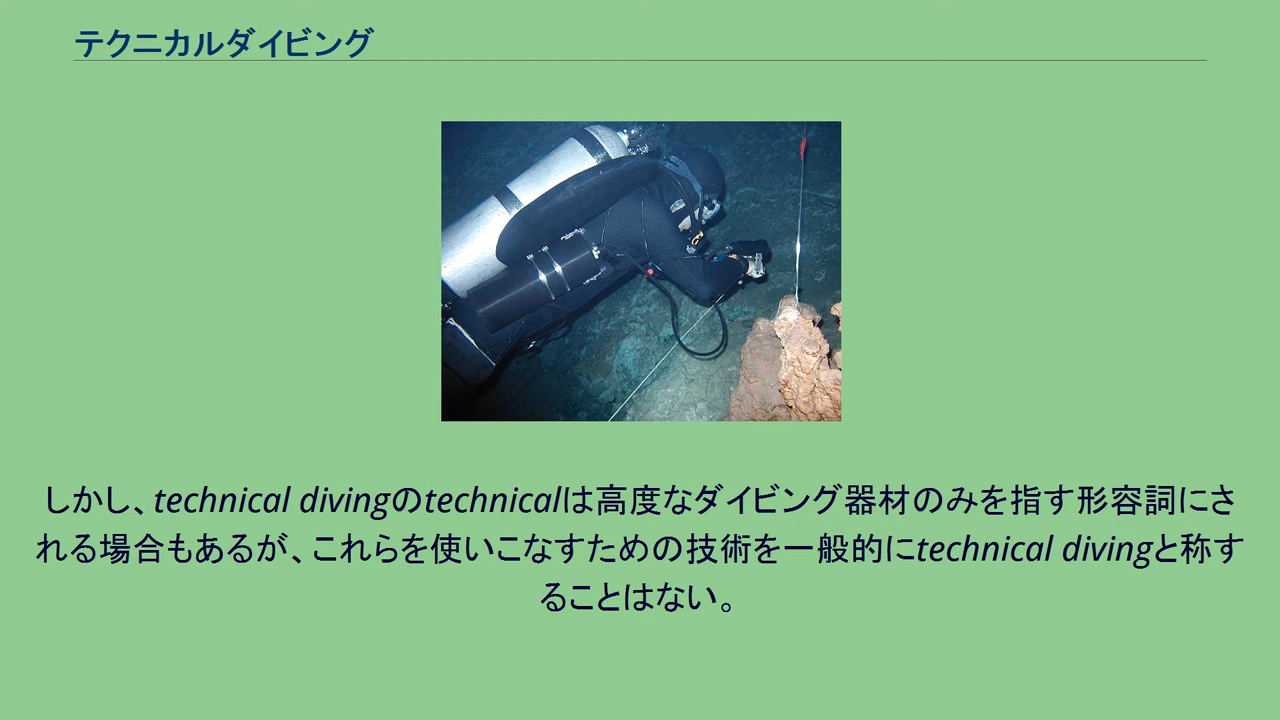 テクニカルダイビング
しかし、technical divingのtechnicalは高度なダイビング器材のみを指す形容詞にさ
れる場合もあるが、これらを使いこなすための技術を一般的にtechnical divingと称す
ることはない。